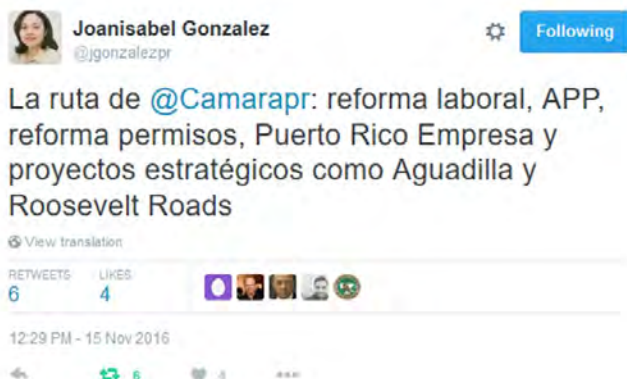 Joanisabel Gonzalez
@jgonzalezpr
Following
La ruta de @Camarapr: reforma laboral, APP,
reforma permisos, Puerto Rico Empresa y
proyectos estratégicos como Aguadilla y
Roosevelt Roads
View translation
RETWEETS LIKES
6 4
12:29 PM - 15 Nov 2016
6 4